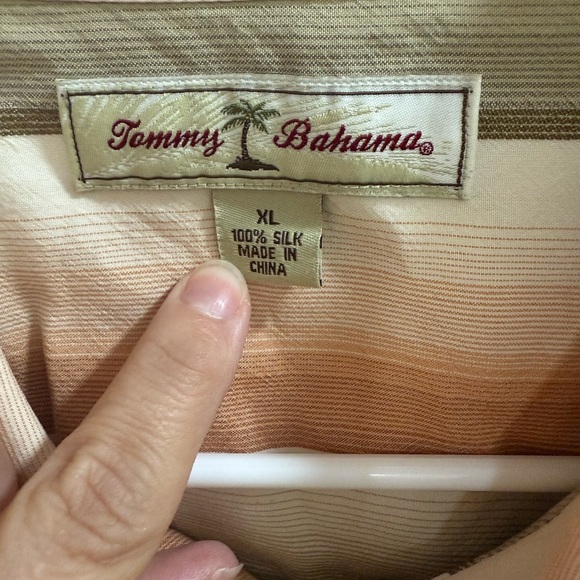 Tommy Bahama®
XL
100% SILK
MADE IN
CHINA